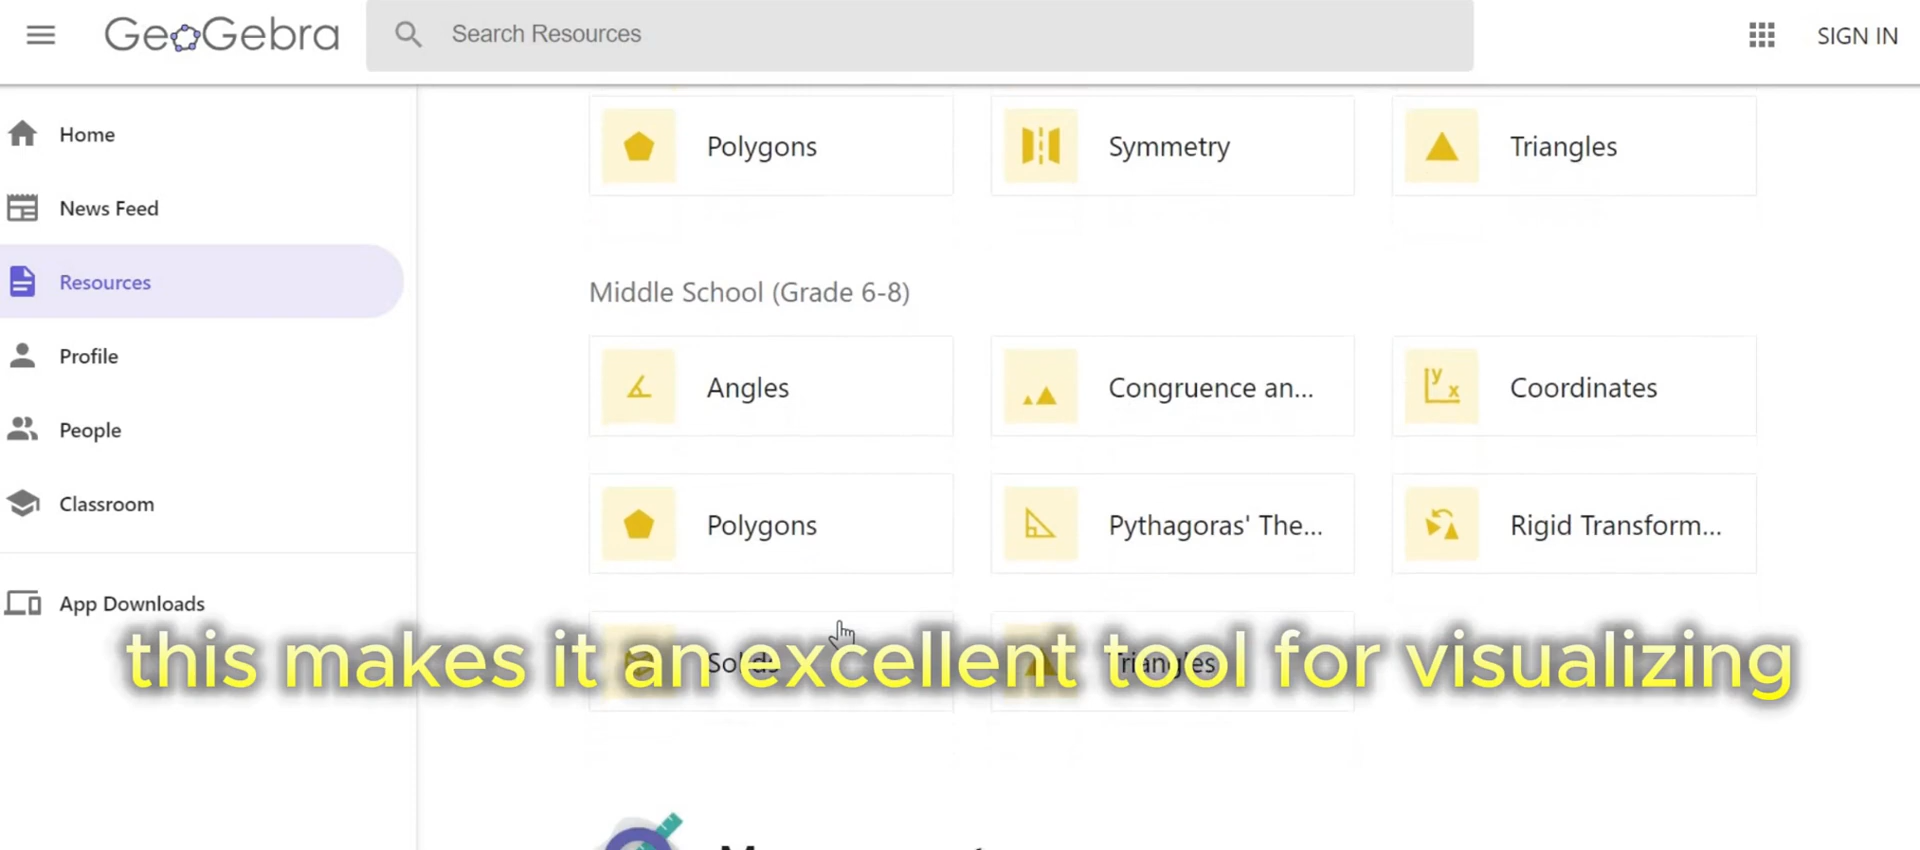 GeoGebra
Search Resources
SIGN IN
Home
News Feed
Resources
Profile
People
Classroom
App Downloads
Polygons
Symmetry
Triangles
Middle School (Grade 6-8)
Angles
Congruence an...
Coordinates
Polygons
Pythagoras' The...
Rigid Transform...
Solids
Triangles
this makes it an excellent tool for visualizing